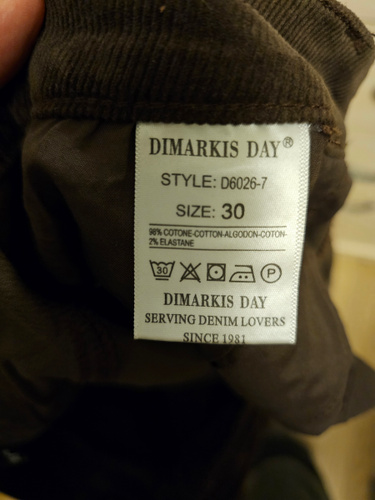 DIMARKIS DAY®
STYLE: D6026-7
SIZE: 30
98% COTONE-COTTON-ALGODON-COTON-
2% ELASTANE
30 P
DIMARKIS DAY
SERVING DENIM LOVERS
SINCE 1981